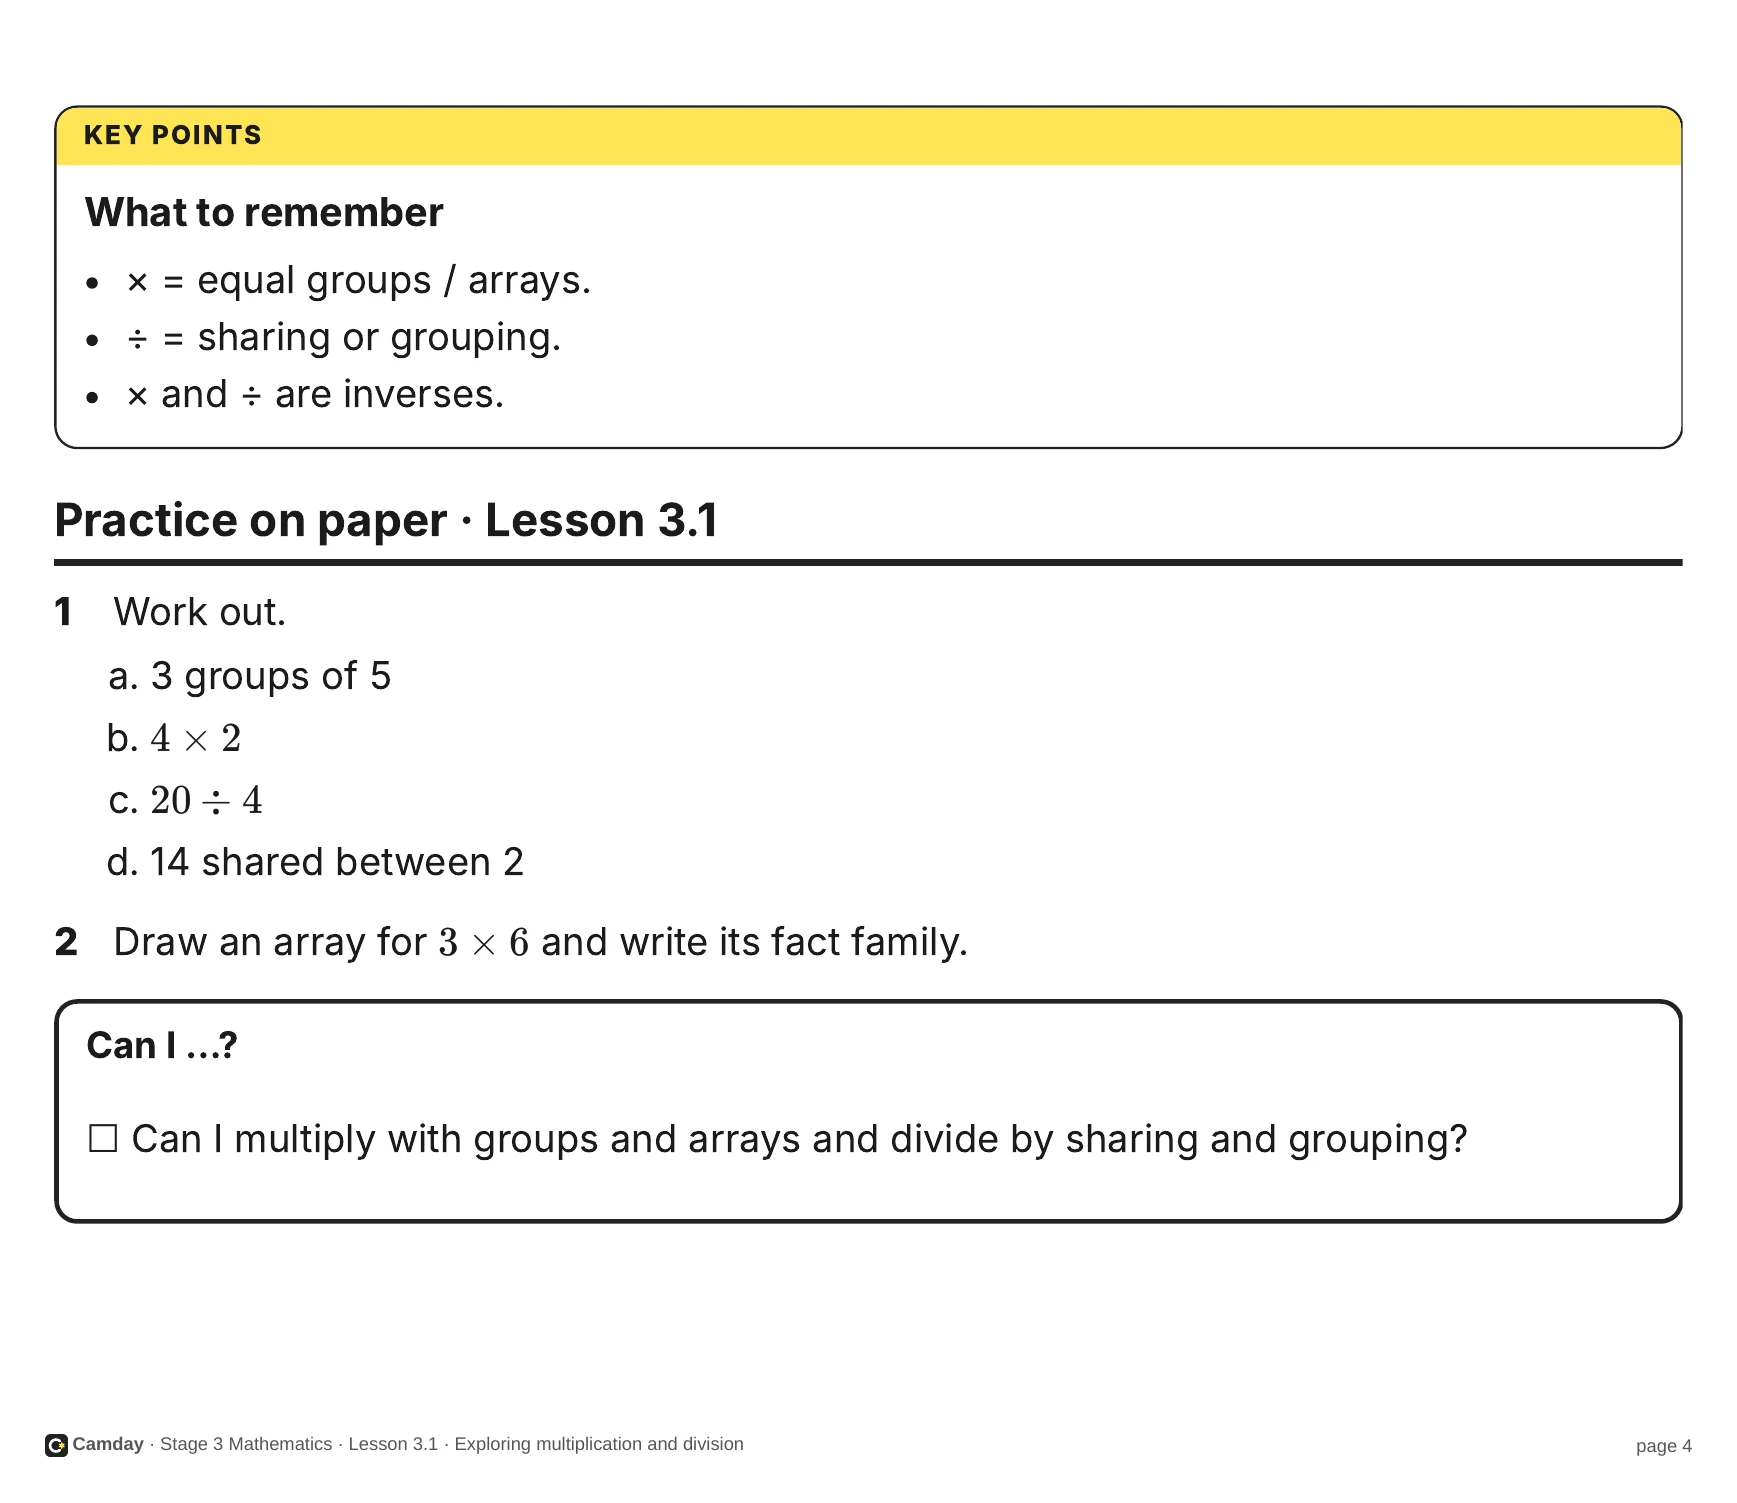 KEY POINTS
What to remember
• × = equal groups / arrays.
• ÷ = sharing or grouping.
• × and ÷ are inverses.
Practice on paper · Lesson 3.1
1 Work out.
a. 3 groups of 5
b. 4 × 2
c. 20 ÷ 4
d. 14 shared between 2
2 Draw an array for 3 × 6 and write its fact family.
Can I …?
☐ Can I multiply with groups and arrays and divide by sharing and grouping?
Camday · Stage 3 Mathematics · Lesson 3.1 · Exploring multiplication and division
page 4